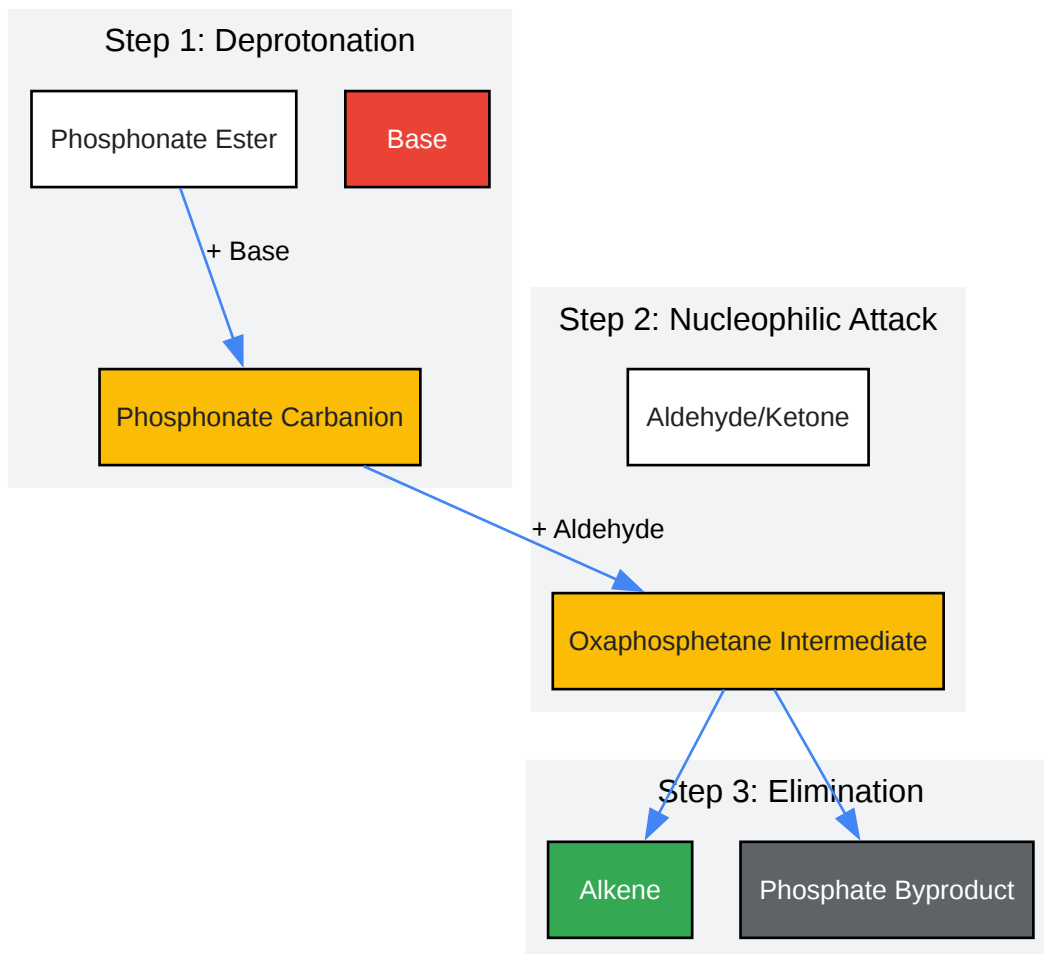 Step 1: Deprotonation
Phosphonate Ester
Base
+ Base
Phosphonate Carbanion
Step 2: Nucleophilic Attack
Aldehyde/Ketone
+ Aldehyde
Oxaphosphetane Intermediate
Step 3: Elimination
Alkene
Phosphate Byproduct